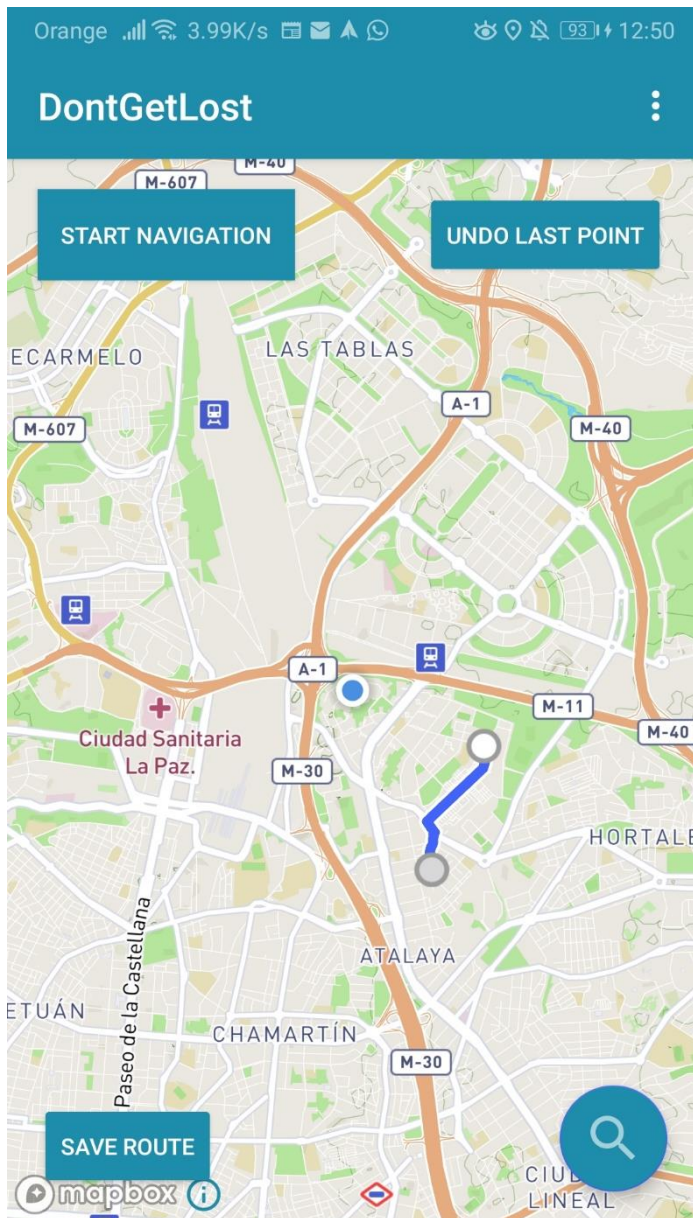 Orange 3.99K/s 93 12:50
DontGetLost
M-40
M-607
START NAVIGATION
UNDO LAST POINT
ECARMELO
LAS TABLAS
A-1
M-607
M-40
A-1
M-11
M-40
Ciudad Sanitaria
La Paz.
M-30
HORTALE
Paseo de la Castellana
ATALAYA
ETUÁN
CHAMARTÍN
M-30
SAVE ROUTE
mapbox
CIU
LINEAL